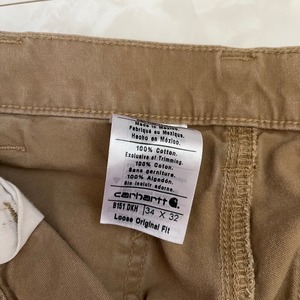 Made in Mexico.
Fabriqué au Mexique.
Hecho en México.
100% Cotton.
Exclusive of Trimming.
100% Coton.
Sans garniture.
100% Algodón.
Sin incluir adorno.
carhartt
B151 DKH 34 X 32
Loose Original Fit